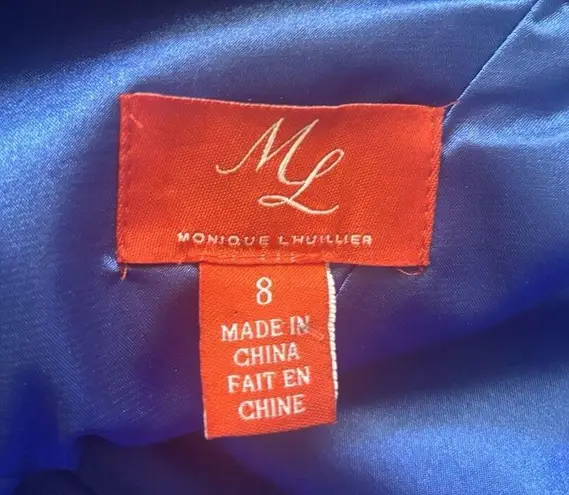 ML
MONIQUE LHUILLIER
8
MADE IN
CHINA
FAIT EN
CHINE